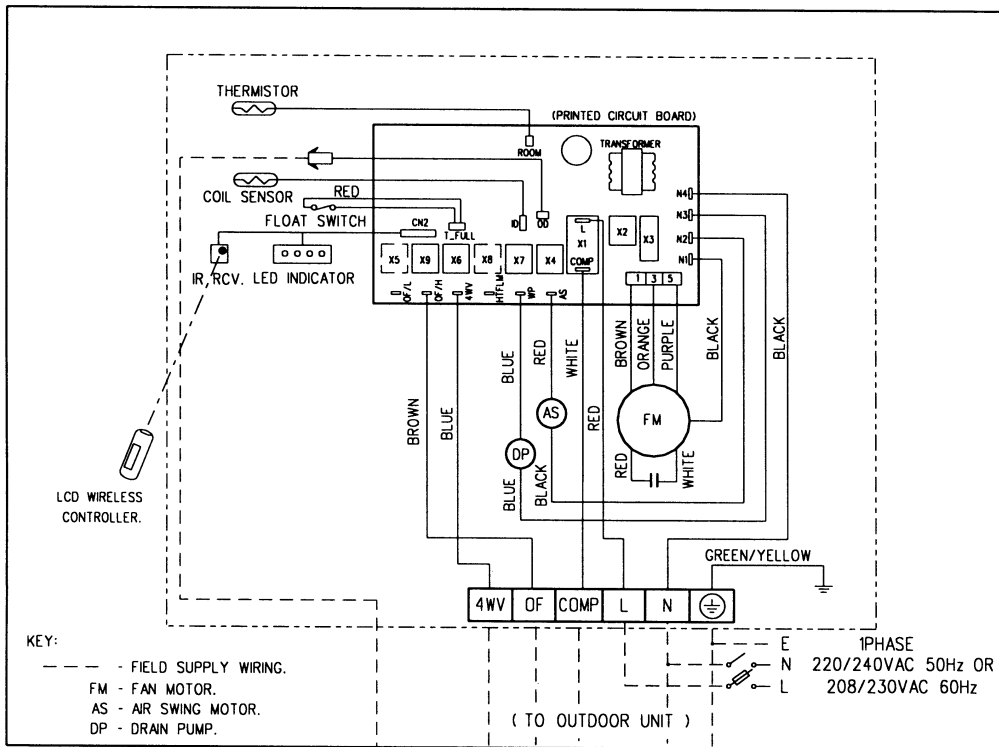 THERMISTOR
(PRINTED CIRCUIT BOARD)
ROOM
TRANSFORMER
COIL SENSOR
RED
FLOAT SWITCH
CN2
T_FULL
ID
OD
L
X1
COMP
X2
X3
N4
N3
N2
N1
IR RCV.
LED INDICATOR
X5
X9
X6
X8
X7
X4
1 3 5
OF/L
OF/H
4WV
HTFLM
WP
AS
BROWN
BLUE
BLUE
RED
WHITE
RED
BROWN
ORANGE
PURPLE
BLACK
BLACK
AS
FM
DP
BLUE
BLACK
RED
WHITE
LCD WIRELESS
CONTROLLER.
GREEN/YELLOW
4WV OF COMP L N
KEY:
- FIELD SUPPLY WIRING.
FM - FAN MOTOR.
AS - AIR SWING MOTOR.
DP - DRAIN PUMP.
( TO OUTDOOR UNIT )
E 1PHASE
N 220/240VAC 50Hz OR
L 208/230VAC 60Hz